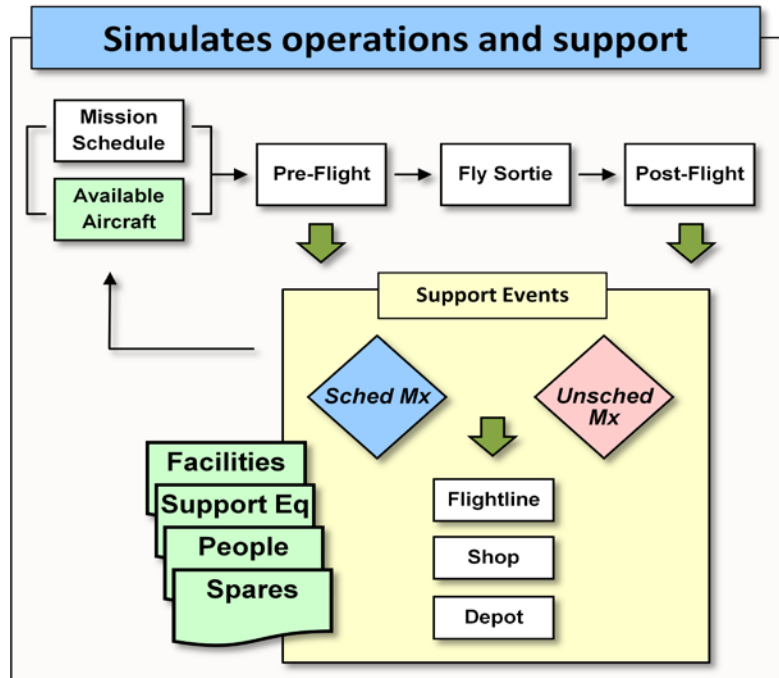 Simulates operations and support
Mission
Schedule
Available
Aircraft
Pre-Flight
Fly Sortie
Post-Flight
Support Events
Sched Mx
Unsched
Mx
Facilities
Support Eq
People
Spares
Flightline
Shop
Depot